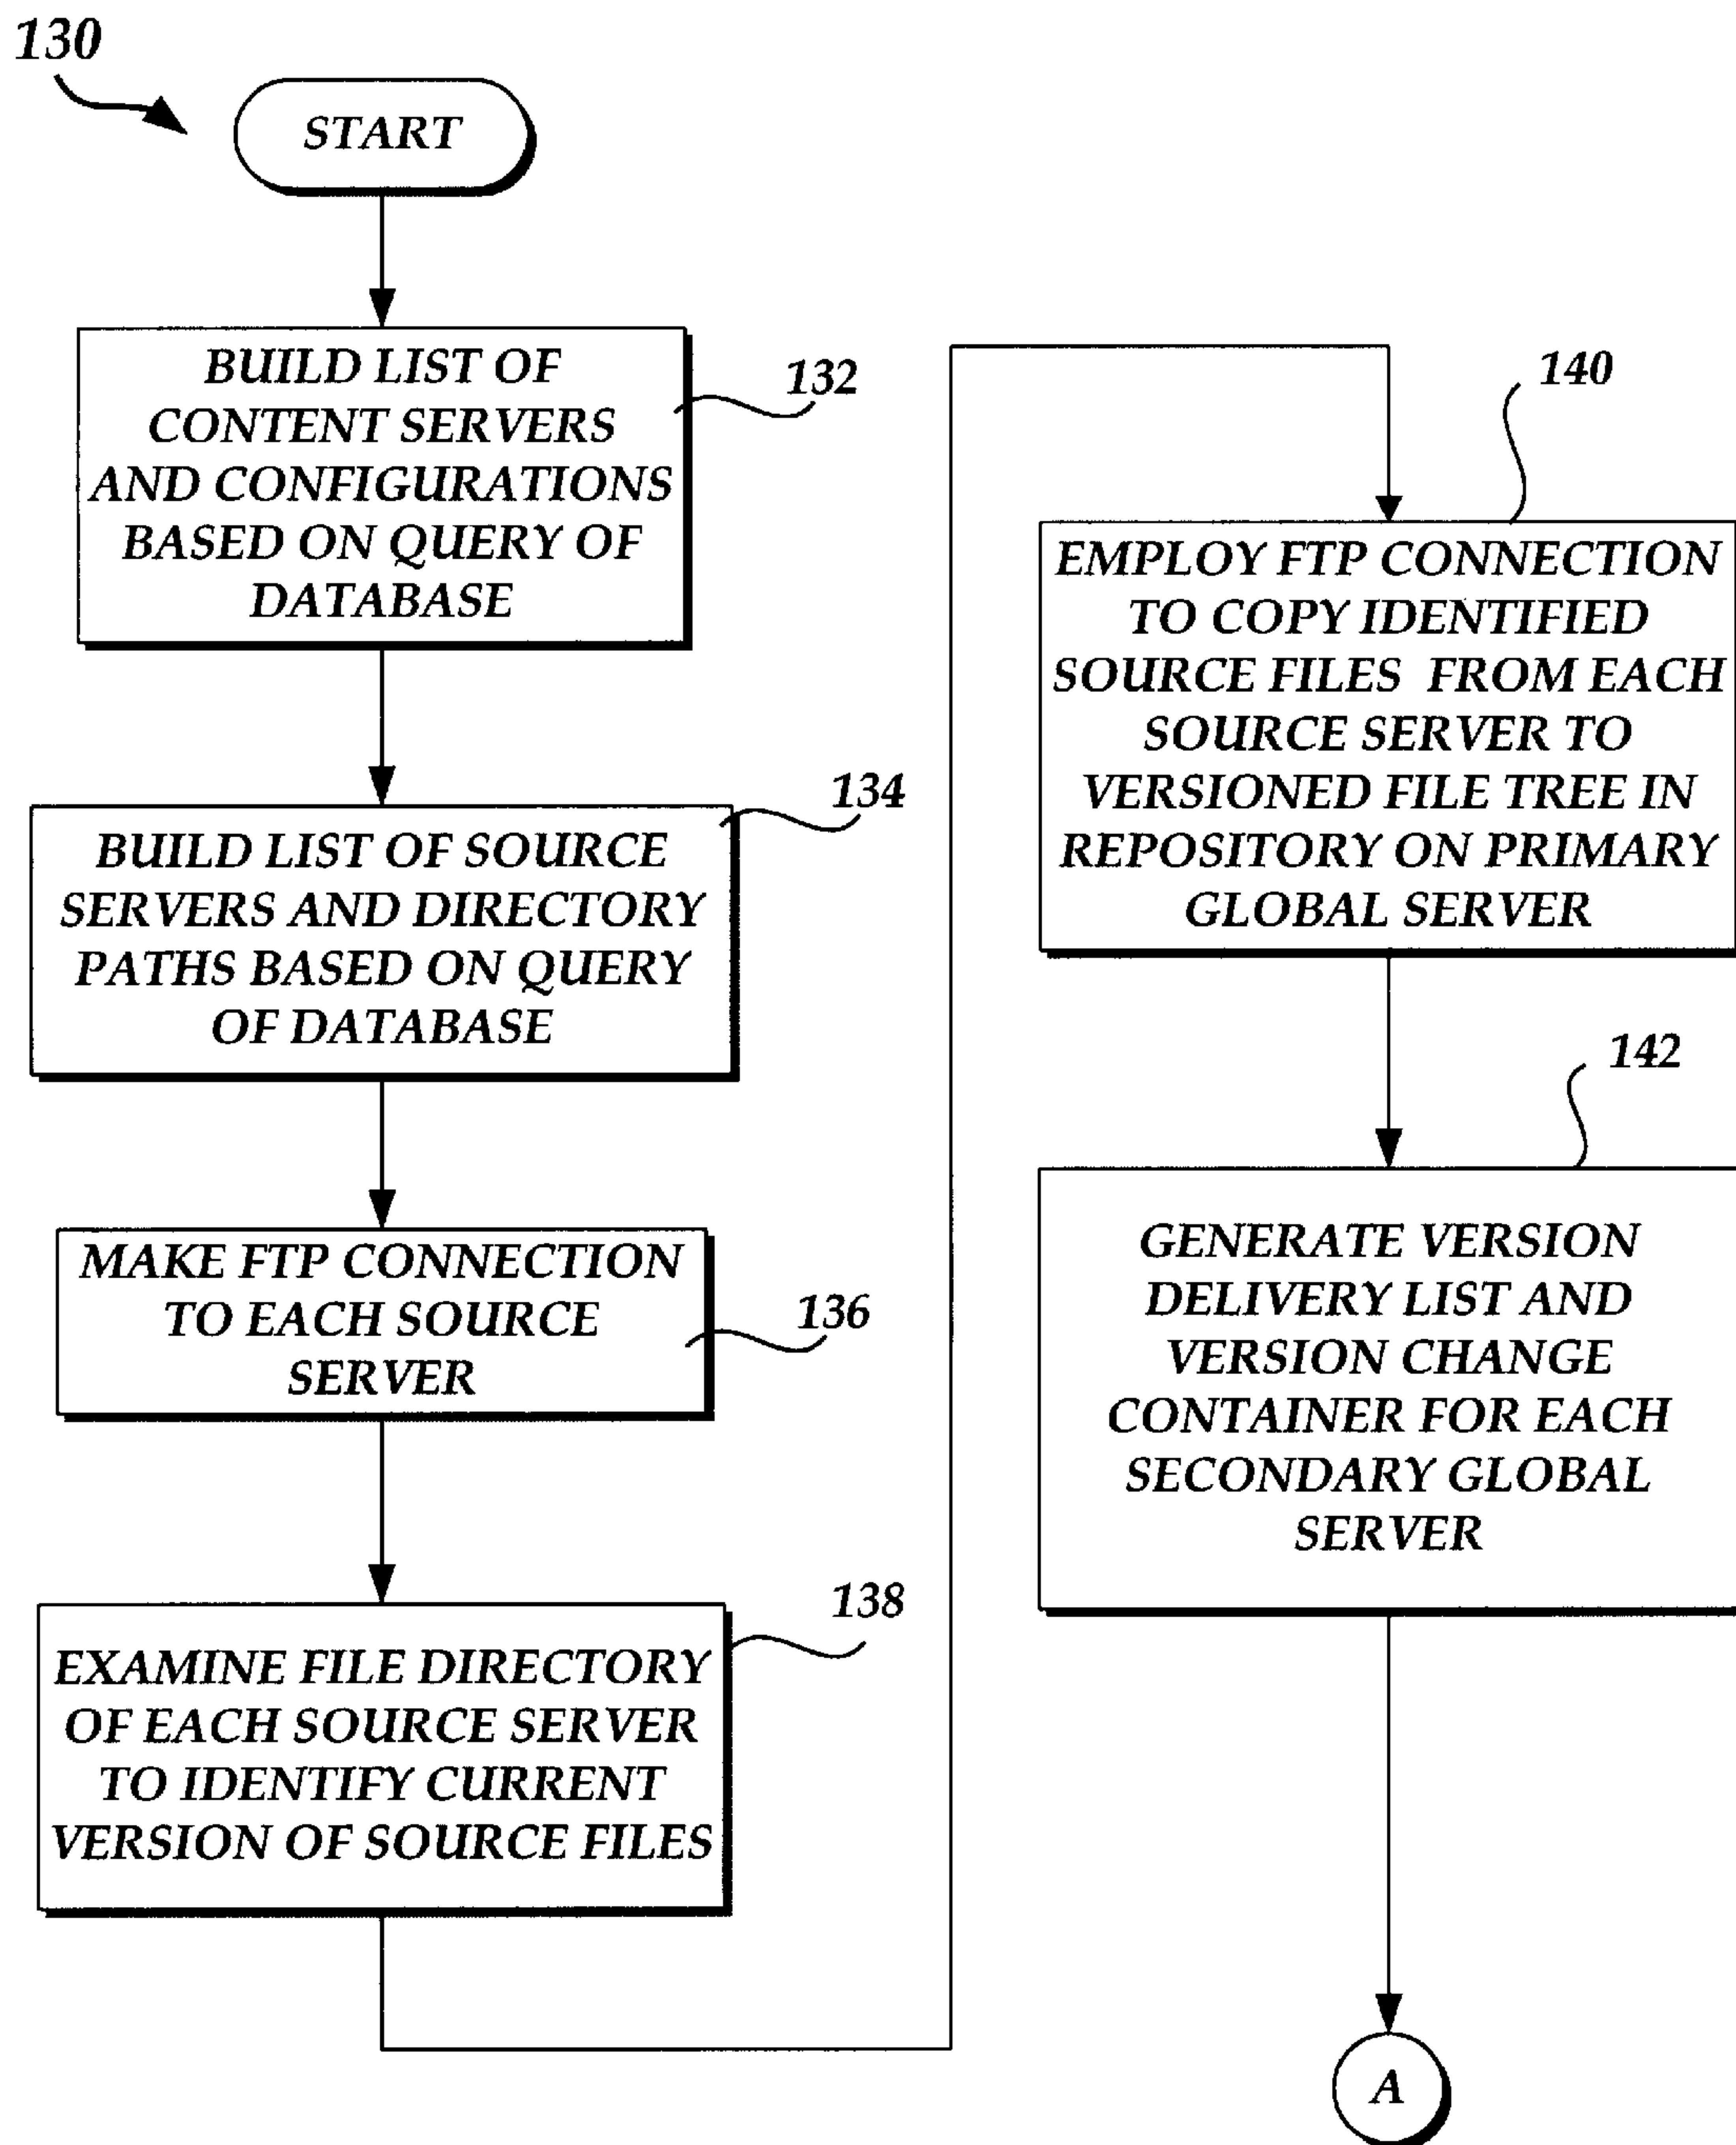 130
START
BUILD LIST OF
CONTENT SERVERS
AND CONFIGURATIONS
BASED ON QUERY OF
DATABASE
132
BUILD LIST OF SOURCE
SERVERS AND DIRECTORY
PATHS BASED ON QUERY
OF DATABASE
134
MAKE FTP CONNECTION
TO EACH SOURCE
SERVER
136
EXAMINE FILE DIRECTORY
OF EACH SOURCE SERVER
TO IDENTIFY CURRENT
VERSION OF SOURCE FILES
138
EMPLOY FTP CONNECTION
TO COPY IDENTIFIED
SOURCE FILES FROM EACH
SOURCE SERVER TO
VERSIONED FILE TREE IN
REPOSITORY ON PRIMARY
GLOBAL SERVER
140
GENERATE VERSION
DELIVERY LIST AND
VERSION CHANGE
CONTAINER FOR EACH
SECONDARY GLOBAL
SERVER
142
A